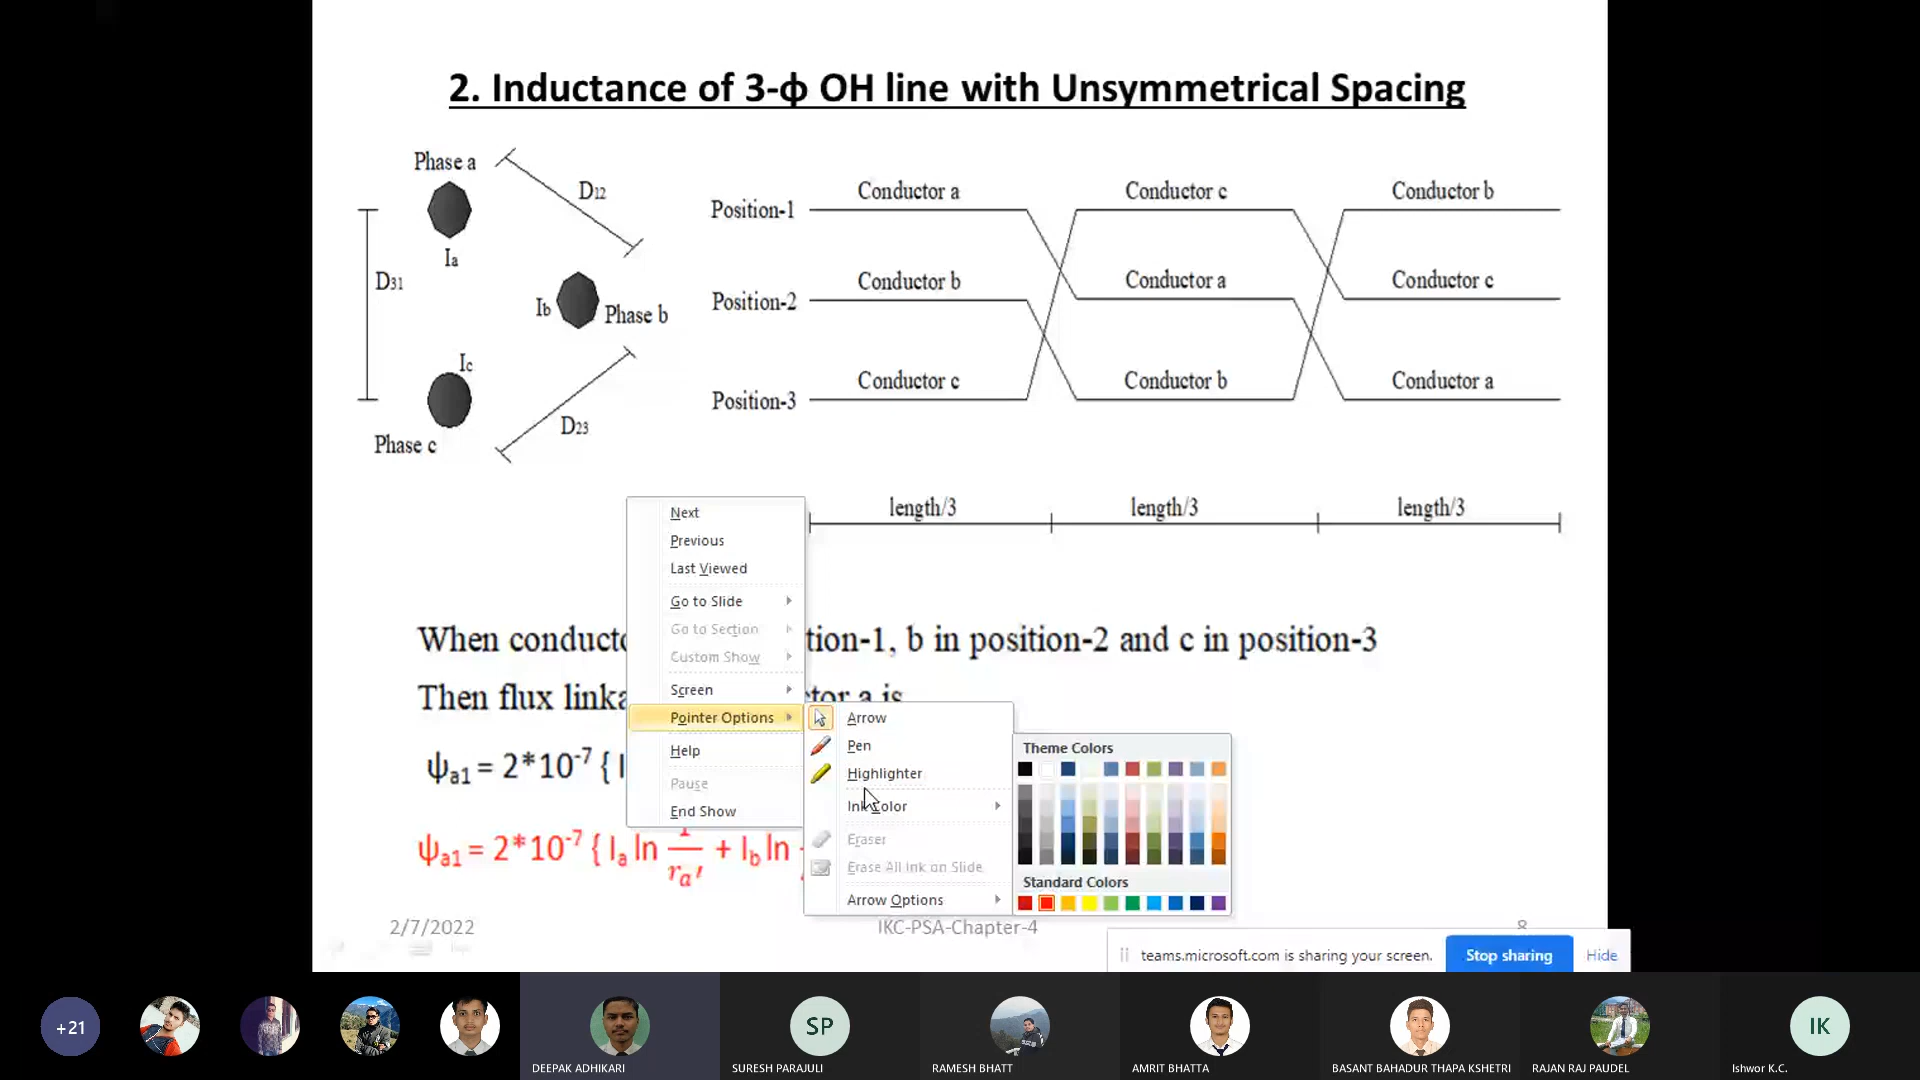 2. Inductance of 3-ф OH line with Unsymmetrical Spacing
Phase a
D12
Ia
D31
Ib
Phase b
Ic
D23
Phase c
Conductor a
Conductor c
Conductor b
Position-1
Conductor b
Conductor a
Conductor c
Position-2
Conductor c
Conductor b
Conductor a
Position-3
length/3
length/3
length/3
Next
Previous
Last Viewed
Go to Slide
Go to Section
Custom Show
Screen
Pointer Options
Help
Pause
End Show
Arrow
Pen
Highlighter
Ink Color
Eraser
Erase All Ink on Slide
Arrow Options
Theme Colors
Standard Colors
When tion-1, b in position-2 and c in position-3
Then flux a is
ψa1 = 2*10^-7 { I
ψa1 = 2*10^-7 { Ia ln 1/ra′ + Ib ln
2/7/2022
IKC-PSA-Chapter-4
8
teams.microsoft.com is sharing your screen.
Stop sharing
Hide
+21
SP
IK
DEEPAK ADHIKARI
SURESH PARAJULI
RAMESH BHATT
AMRIT BHATTA
BASANT BAHADUR THAPA KSHETRI
RAJAN RAJ PAUDEL
Ishwor K.C.